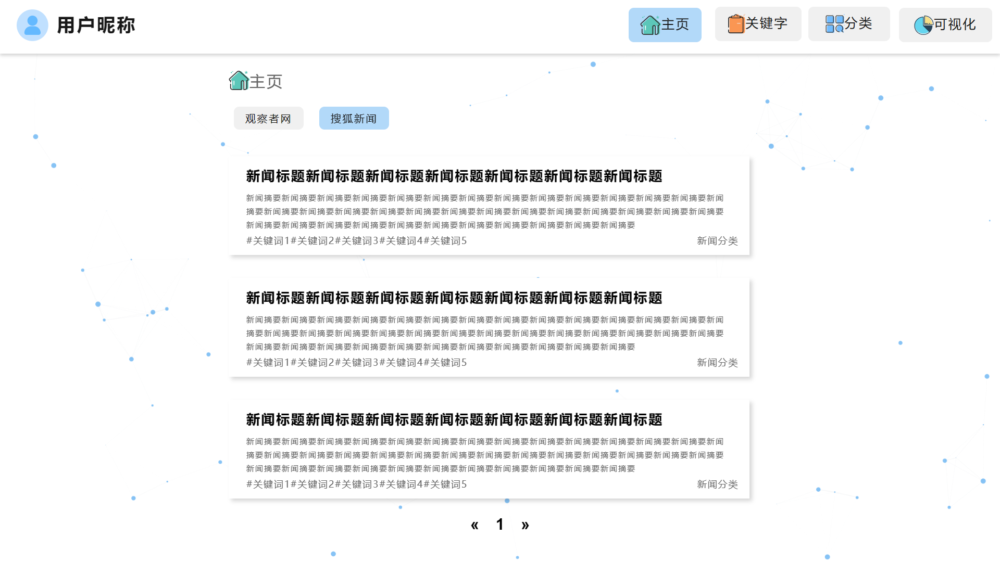 用户昵称
主页
关键字
分类
可视化
主页
观察者网
搜狐新闻
新闻标题新闻标题新闻标题新闻标题新闻标题新闻标题新闻标题
新闻摘要新闻摘要新闻摘要新闻摘要新闻摘要新闻摘要新闻摘要新闻摘要新闻摘要新闻摘要新闻摘要新闻摘要新闻摘要新闻
摘要新闻摘要新闻摘要新闻摘要新闻摘要新闻摘要新闻摘要新闻摘要新闻摘要新闻摘要新闻摘要新闻摘要新闻摘要新闻摘要
新闻摘要新闻摘要新闻摘要新闻摘要新闻摘要新闻摘要新闻摘要新闻摘要新闻摘要新闻摘要新闻摘要
#关键词1#关键词2#关键词3#关键词4#关键词5
新闻分类
新闻标题新闻标题新闻标题新闻标题新闻标题新闻标题新闻标题
新闻摘要新闻摘要新闻摘要新闻摘要新闻摘要新闻摘要新闻摘要新闻摘要新闻摘要新闻摘要新闻摘要新闻摘要新闻摘要新闻
摘要新闻摘要新闻摘要新闻摘要新闻摘要新闻摘要新闻摘要新闻摘要新闻摘要新闻摘要新闻摘要新闻摘要新闻摘要新闻摘要
新闻摘要新闻摘要新闻摘要新闻摘要新闻摘要新闻摘要新闻摘要新闻摘要新闻摘要新闻摘要新闻摘要
#关键词1#关键词2#关键词3#关键词4#关键词5
新闻分类
新闻标题新闻标题新闻标题新闻标题新闻标题新闻标题新闻标题
新闻摘要新闻摘要新闻摘要新闻摘要新闻摘要新闻摘要新闻摘要新闻摘要新闻摘要新闻摘要新闻摘要新闻摘要新闻摘要新闻
摘要新闻摘要新闻摘要新闻摘要新闻摘要新闻摘要新闻摘要新闻摘要新闻摘要新闻摘要新闻摘要新闻摘要新闻摘要新闻摘要
新闻摘要新闻摘要新闻摘要新闻摘要新闻摘要新闻摘要新闻摘要新闻摘要新闻摘要新闻摘要新闻摘要
#关键词1#关键词2#关键词3#关键词4#关键词5
新闻分类
« 1 »